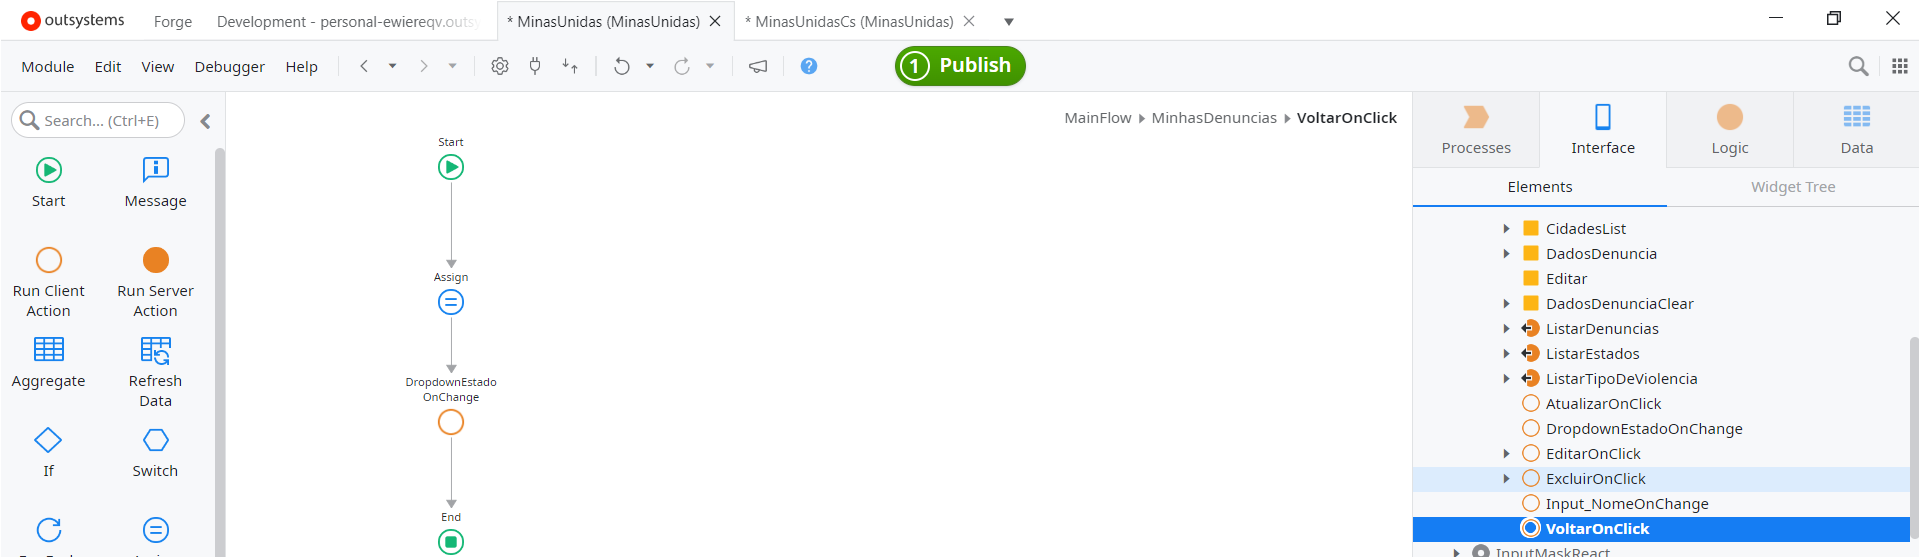 outsystems
Forge
Development - personal-ewiereqv.outs
* MinasUnidas (MinasUnidas)
* MinasUnidasCs (MinasUnidas)
Module Edit View Debugger Help
1 Publish
Search... (Ctrl+E)
MainFlow MinhasDenuncias VoltarOnClick
Start
Message
Run Client
Action
Run Server
Action
Aggregate
Refresh
Data
If
Switch
Start
Assign
DropdownEstado
OnChange
End
Processes
Interface
Logic
Data
Elements
Widget Tree
CidadesList
DadosDenuncia
Editar
DadosDenunciaClear
ListarDenuncias
ListarEstados
ListarTipoDeViolencia
AtualizarOnClick
DropdownEstadoOnChange
EditarOnClick
ExcluirOnClick
Input_NomeOnChange
VoltarOnClick
InputMaskReact